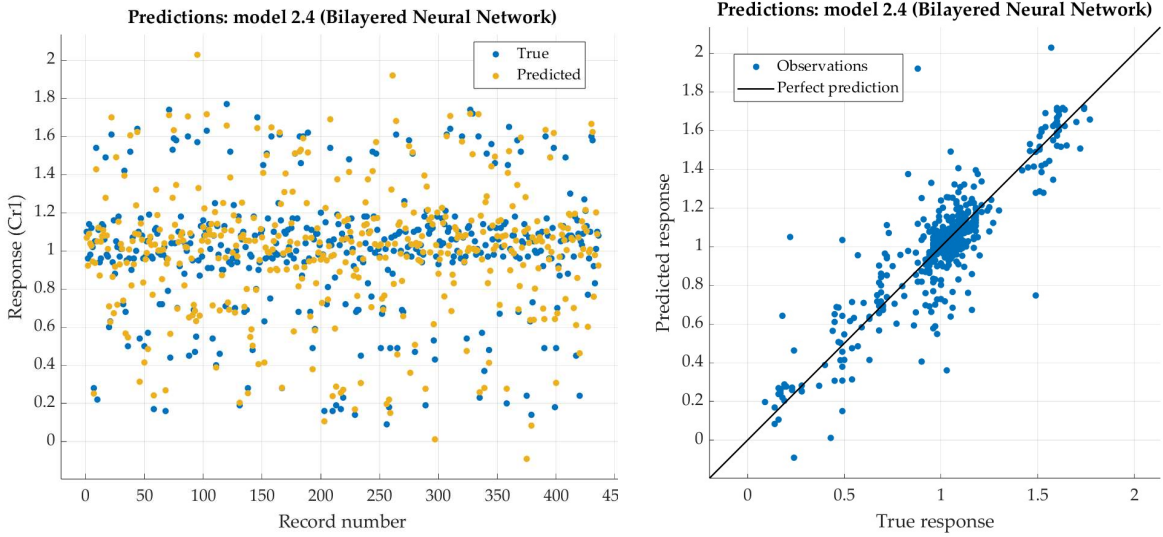 Predictions: model 2.4 (Bilayered Neural Network)
True
Predicted
2
1.8
1.6
1.4
1.2
1
0.8
0.6
0.4
0.2
0
Response (Cr1)
0 50 100 150 200 250 300 350 400 45
Record number
Predictions: model 2.4 (Bilayered Neural Network)
Observations
Perfect prediction
2
1.8
1.6
1.4
1.2
1
0.8
0.6
0.4
0.2
0
Predicted response
0 0.5 1 1.5 2
True response